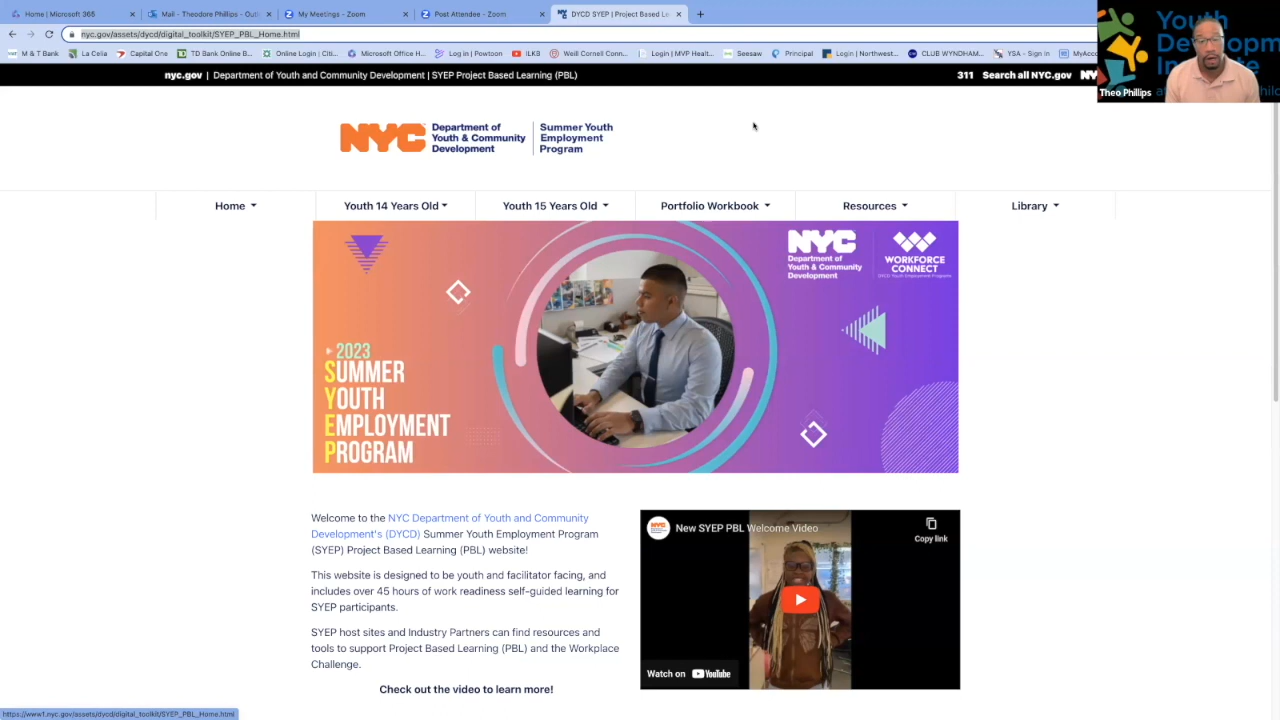 Home | Microsoft 365
Mail - Theodore Phillips - Outl
My Meetings - Zoom
Post Attendee - Zoom
DYCD SYEP | Project Based Le
nyc.gov/assets/dycd/digital_toolkit/SYEP_PBL_Home.html
M & T Bank
La Celia
Capital One
TD Bank Online B...
Online Login | Citi...
Microsoft Office H...
Log in | Powtoon
ILKB
Weill Cornell Conn...
Login | MVP Healt...
Seesaw
Principal
Login | Northwest...
CLUB WYNDHAM...
YSA - Sign In
MyAcco
nyc.gov | Department of Youth and Community Development | SYEP Project Based Learning (PBL)
311 Search all NYC.gov
Youth
Developm
In
Theo Phillips
NYC Department of Youth & Community Development
Summer Youth Employment Program
Home
Youth 14 Years Old
Youth 15 Years Old
Portfolio Workbook
Resources
Library
2023
SUMMER
YOUTH
EMPLOYMENT
PROGRAM
NYC
Department of
Youth & Community
Development
WORKFORCE
CONNECT
DYCD Youth Employment Programs
Welcome to the NYC Department of Youth and Community
Development's (DYCD) Summer Youth Employment Program
(SYEP) Project Based Learning (PBL) website!
This website is designed to be youth and facilitator facing, and
includes over 45 hours of work readiness self-guided learning for
SYEP participants.
SYEP host sites and Industry Partners can find resources and
tools to support Project Based Learning (PBL) and the Workplace
Challenge.
Check out the video to learn more!
New SYEP PBL Welcome Video
Copy link
Watch on YouTube
https://www1.nyc.gov/assets/dycd/digital_toolkit/SYEP_PBL_Home.html